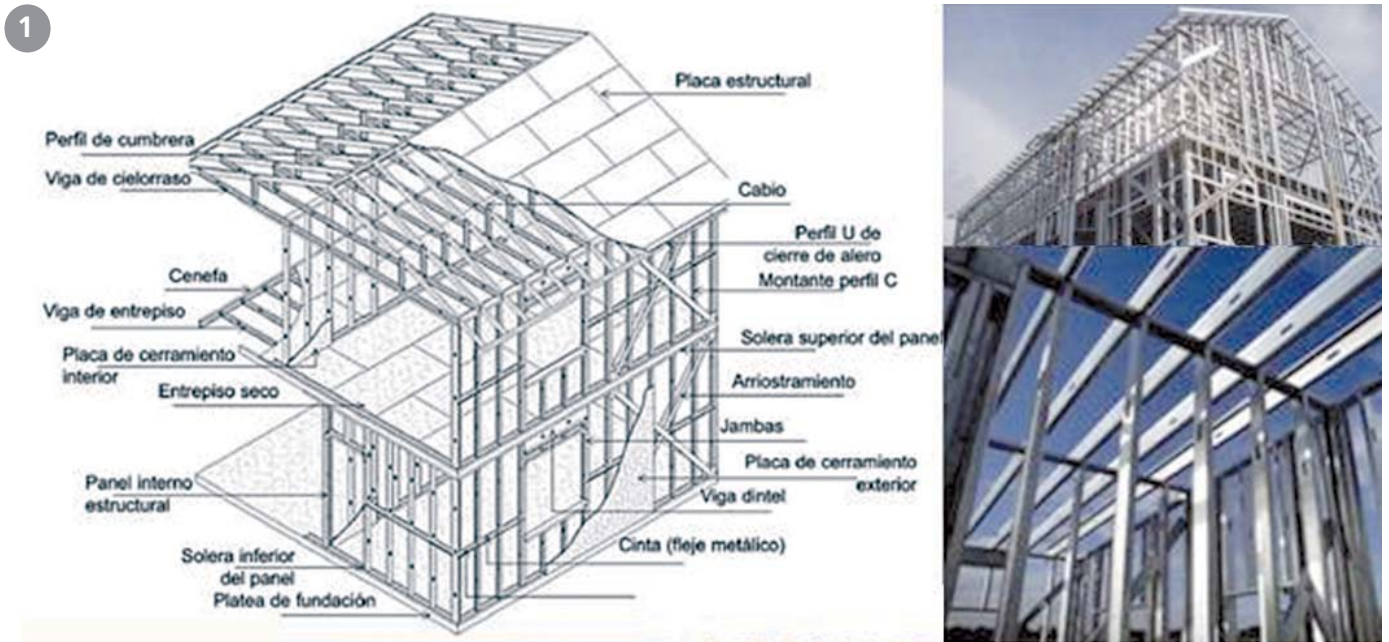 1
Placa estructural
Perfil de cumbrera
Viga de cielorraso
Cabio
Perfil U de
cierre de alero
Cenefa
Montante perfil C
Viga de entrepiso
Solera superior del panel
Placa de cerramiento
interior
Arriostramiento
Entrepiso seco
Jambas
Placa de cerramiento
exterior
Panel interno
estructural
Viga dintel
Cinta (fleje metálico)
Solera inferior
del panel
Platea de fundación